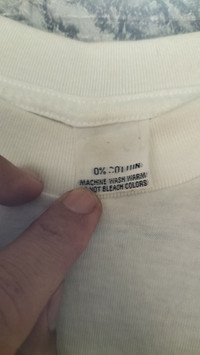 0% COTTON
MACHINE WASH WARM
NOT BLEACH COLORS